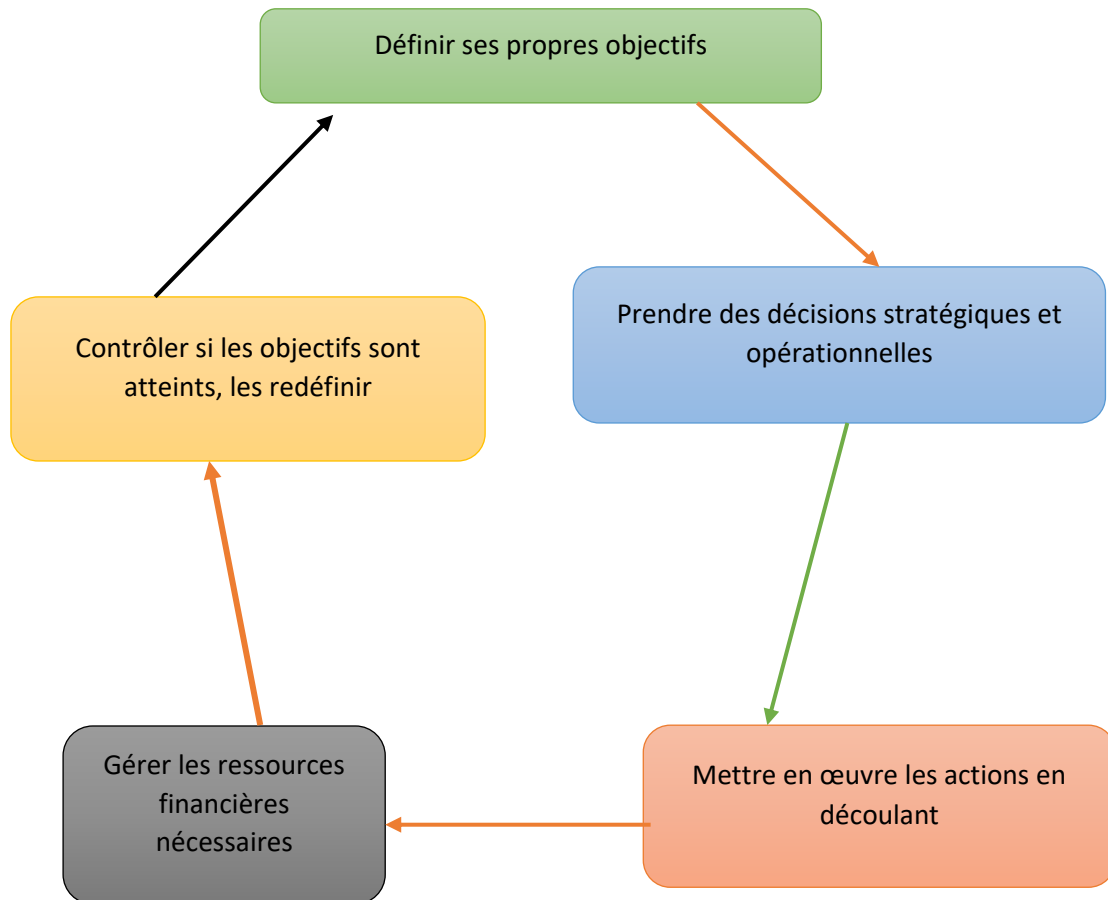 Définir ses propres objectifs
Prendre des décisions stratégiques et
opérationnelles
Contrôler si les objectifs sont
atteints, les redéfinir
Mettre en œuvre les actions en
découlant
Gérer les ressources
financières
nécessaires